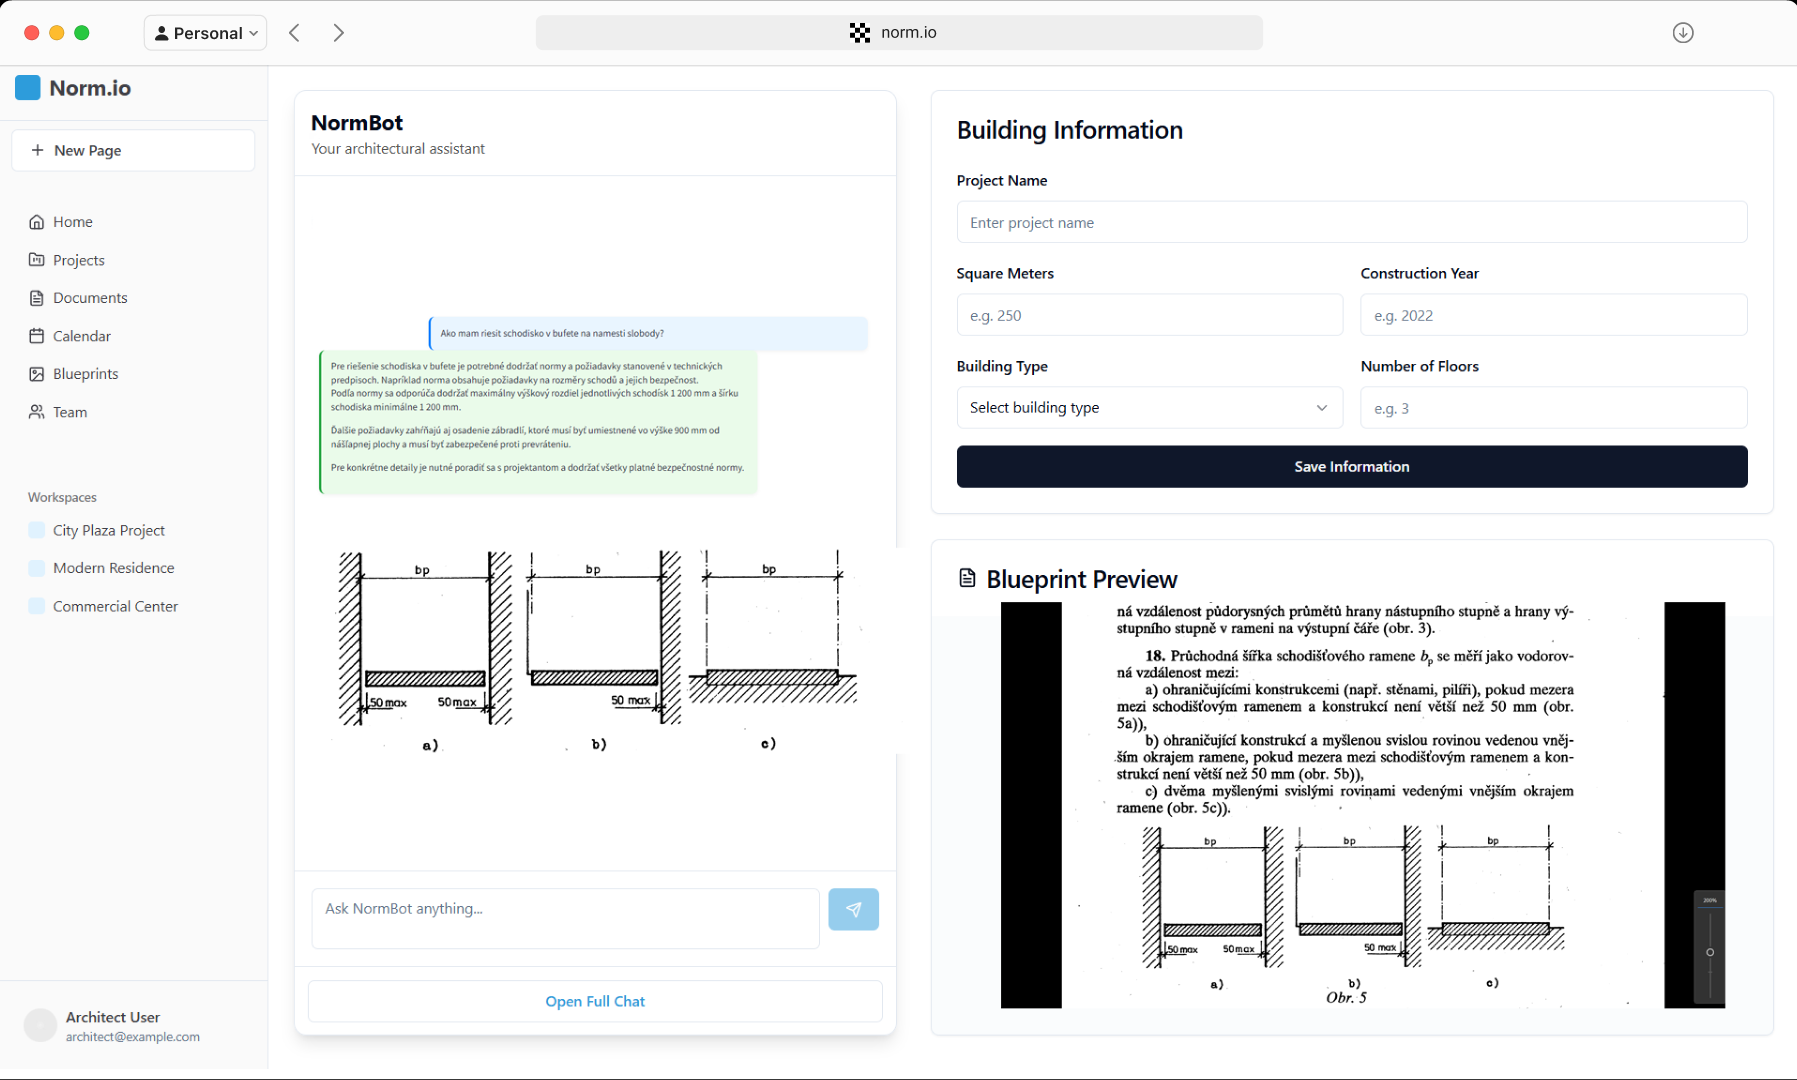 Personal
norm.io
Norm.io
New Page
Home
Projects
Documents
Calendar
Blueprints
Team
Workspaces
City Plaza Project
Modern Residence
Commercial Center
Architect User
architect@example.com
NormBot
Your architectural assistant
Ako mam riesit schodisko v bufete na namesti slobody?
Pre riešenie schodiska v bufete je potrebné dodržať normy a požiadavky stanovené v technických
predpisoch. Napríklad norma obsahuje požiadavky na rozměry schodů a jejich bezpečnost.
Podľa normy sa odporúča dodržať maximálny výškový rozdiel jednotlivých schodísk 1 200 mm a šírku
schodiska minimálne 1 200 mm.
Ďalšie požiadavky zahŕňajú aj osadenie zábradlí, ktoré musí byť umiestnené vo výške 900 mm od
nášľapnej plochy a musí byť zabezpečené proti prevráteniu.
Pre konkrétne detaily je nutné poradiť sa s projektantom a dodržať všetky platné bezpečnostné normy.
bp bp bp
50 max 50 max 50 max
a) b) c)
Ask NormBot anything...
Open Full Chat
Building Information
Project Name
Enter project name
Square Meters
e.g. 250
Construction Year
e.g. 2022
Building Type
Select building type
Number of Floors
e.g. 3
Save Information
Blueprint Preview
ná vzdálenost půdorysných průmětů hrany nástupního stupně a hrany vý-
stupního stupně v rameni na výstupní čáře (obr. 3).
18. Průchodná šířka schodišťového ramene bp se měří jako vodorov-
ná vzdálenost mezi:
a) ohraničujícími konstrukcemi (např. stěnami, pilíři), pokud mezera
mezi schodišťovým ramenem a konstrukcí není větší než 50 mm (obr.
5a)),
b) ohraničující konstrukcí a myšlenou svislou rovinou vedenou vněj-
ším okrajem ramene, pokud mezera mezi schodišťovým ramenem a kon-
strukcí není větší než 50 mm (obr. 5b)),
c) dvěma myšlenými svislými rovinami vedenými vnějším okrajem
ramene (obr. 5c)).
bp bp bp
50 max 50 max 50 max
a) b) c)
Obr. 5
200%